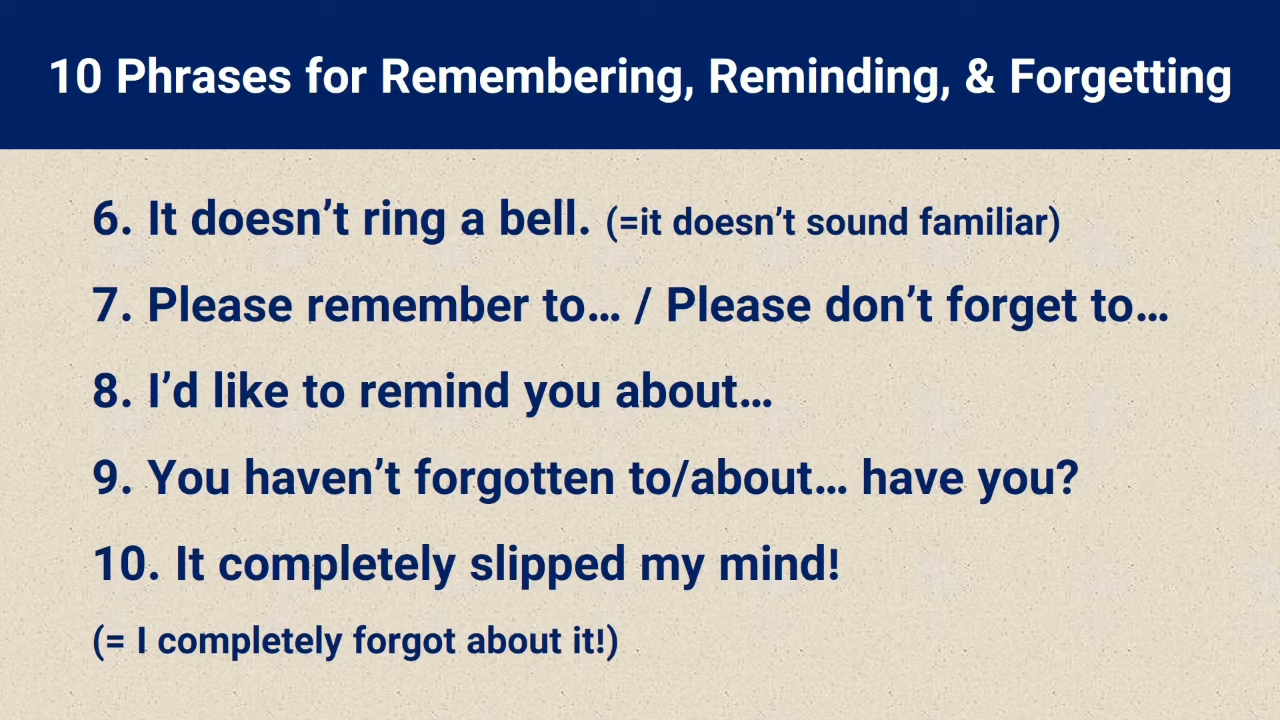 10 Phrases for Remembering, Reminding, & Forgetting
6. It doesn’t ring a bell. (=it doesn’t sound familiar)
7. Please remember to… / Please don’t forget to…
8. I’d like to remind you about…
9. You haven’t forgotten to/about… have you?
10. It completely slipped my mind!
(= I completely forgot about it!)